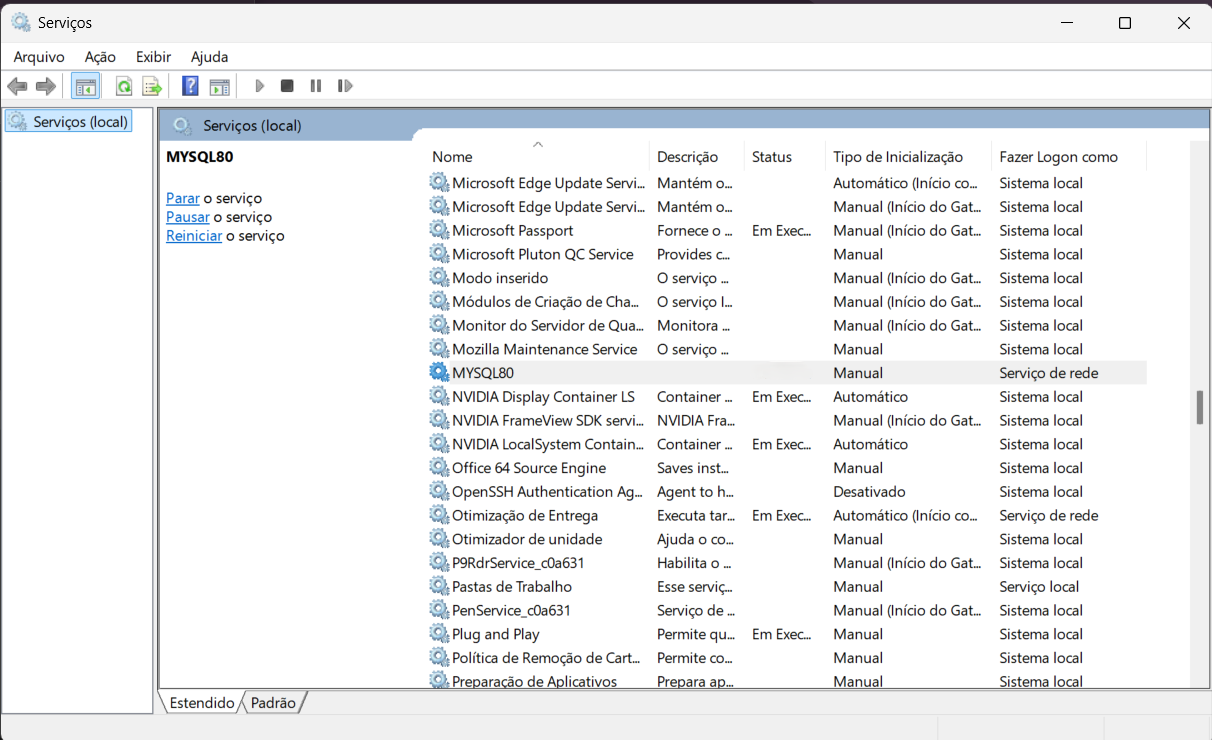 Serviços
Arquivo Ação Exibir Ajuda
Serviços (local)
Serviços (local)
MYSQL80
Parar o serviço
Pausar o serviço
Reiniciar o serviço
Nome Descrição Status Tipo de Inicialização Fazer Logon como
Microsoft Edge Update Servi... Mantém o... Automático (Início co... Sistema local
Microsoft Edge Update Servi... Mantém o... Manual (Início do Gat... Sistema local
Microsoft Passport Fornece o ... Em Exec... Manual (Início do Gat... Sistema local
Microsoft Pluton QC Service Provides c... Manual Sistema local
Modo inserido O serviço ... Manual (Início do Gat... Sistema local
Módulos de Criação de Cha... O serviço I... Manual (Início do Gat... Sistema local
Monitor do Servidor de Qua... Monitora ... Manual (Início do Gat... Sistema local
Mozilla Maintenance Service O serviço ... Manual Sistema local
MYSQL80 Manual Serviço de rede
NVIDIA Display Container LS Container ... Em Exec... Automático Sistema local
NVIDIA FrameView SDK servi... NVIDIA Fra... Manual (Início do Gat... Sistema local
NVIDIA LocalSystem Contain... Container ... Em Exec... Automático Sistema local
Office 64 Source Engine Saves inst... Manual Sistema local
OpenSSH Authentication Ag... Agent to h... Desativado Sistema local
Otimização de Entrega Executa tar... Em Exec... Automático (Início co... Serviço de rede
Otimizador de unidade Ajuda o co... Manual Sistema local
P9RdrService_c0a631 Habilita o ... Manual (Início do Gat... Sistema local
Pastas de Trabalho Esse serviç... Manual Serviço local
PenService_c0a631 Serviço de ... Manual (Início do Gat... Sistema local
Plug and Play Permite qu... Em Exec... Manual Sistema local
Política de Remoção de Cart... Permite co... Manual Sistema local
Preparação de Aplicativos Prepara ap... Manual Sistema local
Estendido Padrão